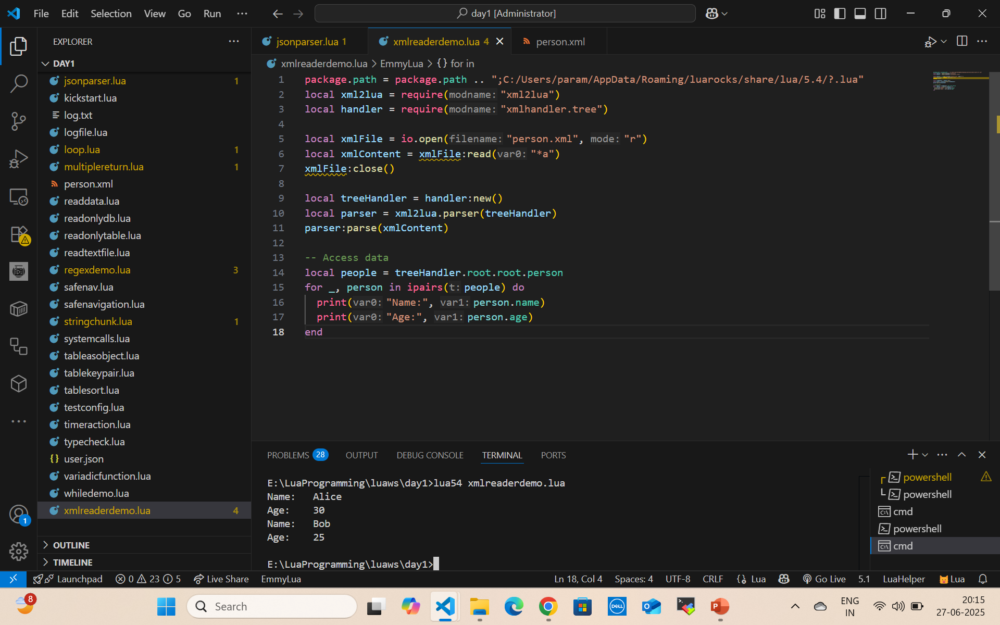 File Edit Selection View Go Run ···
day1 [Administrator]
EXPLORER
DAY1
jsonparser.lua 1
kickstart.lua
log.txt
logfile.lua
loop.lua 1
multiplereturn.lua 1
person.xml
readdata.lua
readonlydb.lua
readonlytable.lua
readtextfile.lua
regexdemo.lua 3
safenav.lua
safenavigation.lua
stringchunk.lua 1
systemcalls.lua
tableasobject.lua
tablekeypair.lua
tablesort.lua
testconfig.lua
timeraction.lua
typecheck.lua
{} user.json
variadicfunction.lua
whiledemo.lua
xmlreaderdemo.lua 4
OUTLINE
TIMELINE
1
jsonparser.lua 1
xmlreaderdemo.lua 4
person.xml
xmlreaderdemo.lua > EmmyLua > {} for in
1 package.path = package.path .. ";C:/Users/param/AppData/Roaming/luarocks/share/lua/5.4/?.lua"
2 local xml2lua = require(modname: "xml2lua")
3 local handler = require(modname: "xmlhandler.tree")
4
5 local xmlFile = io.open(filename: "person.xml", mode: "r")
6 local xmlContent = xmlFile:read(var0: "*a")
7 xmlFile:close()
8
9 local treeHandler = handler:new()
10 local parser = xml2lua.parser(treeHandler)
11 parser:parse(xmlContent)
12
13 -- Access data
14 local people = treeHandler.root.root.person
15 for _, person in ipairs(t: people) do
16 print(var0: "Name:", var1: person.name)
17 print(var0: "Age:", var1: person.age)
18 end
PROBLEMS 28 OUTPUT DEBUG CONSOLE TERMINAL PORTS
E:\LuaProgramming\luaws\day1>lua54 xmlreaderdemo.lua
Name: Alice
Age: 30
Name: Bob
Age: 25
E:\LuaProgramming\luaws\day1>
powershell
powershell
cmd
powershell
cmd
Launchpad 0 23 5 Live Share EmmyLua Ln 18, Col 4 Spaces: 4 UTF-8 CRLF Lua Go Live 5.1 LuaHelper Lua
8
Search
DELL
ENG
IN
20:15
27-06-2025